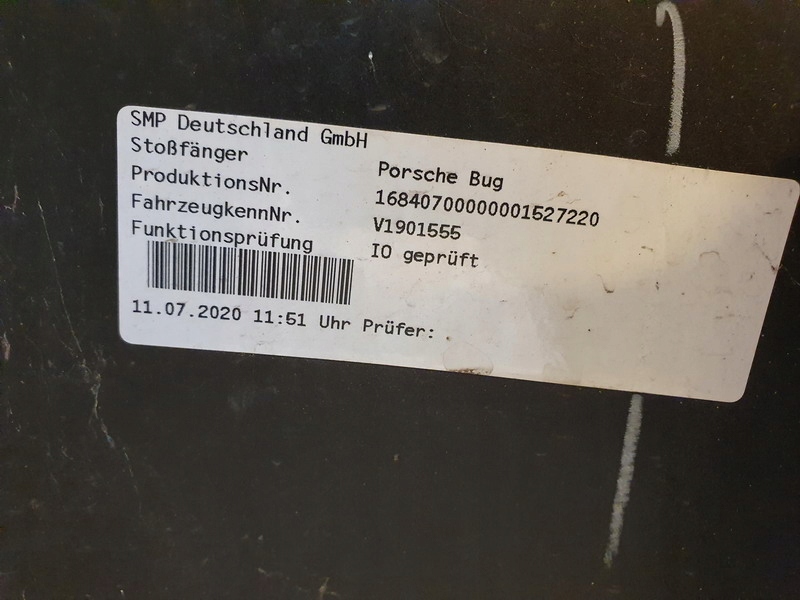 SMP Deutschland GmbH
Stoßfänger Porsche Bug
ProduktionsNr. 16840700000001527220
FahrzeugkennNr. V1901555
Funktionsprüfung IO geprüft
11.07.2020 11:51 Uhr Prüfer: